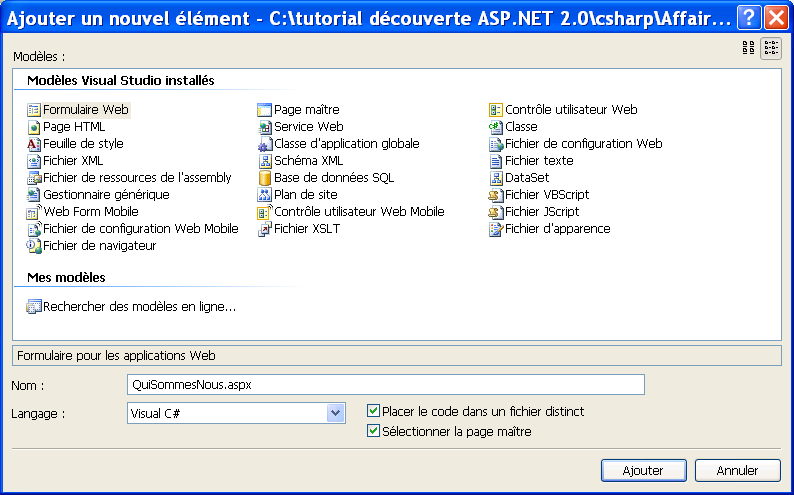 Ajouter un nouvel élément - C:\tutorial découverte ASP.NET 2.0\csharp\Affair...
Modèles :
Modèles Visual Studio installés
Formulaire Web Page maître Contrôle utilisateur Web
Page HTML Service Web Classe
Feuille de style Classe d'application globale Fichier de configuration Web
Fichier XML Schéma XML Fichier texte
Fichier de ressources de l'assembly Base de données SQL DataSet
Gestionnaire générique Plan de site Fichier VBScript
Web Form Mobile Contrôle utilisateur Web Mobile Fichier JScript
Fichier de configuration Web Mobile Fichier XSLT Fichier d'apparence
Fichier de navigateur
Mes modèles
Rechercher des modèles en ligne...
Formulaire pour les applications Web
Nom : QuiSommesNous.aspx
Langage : Visual C# Placer le code dans un fichier distinct
Sélectionner la page maître
Ajouter Annuler